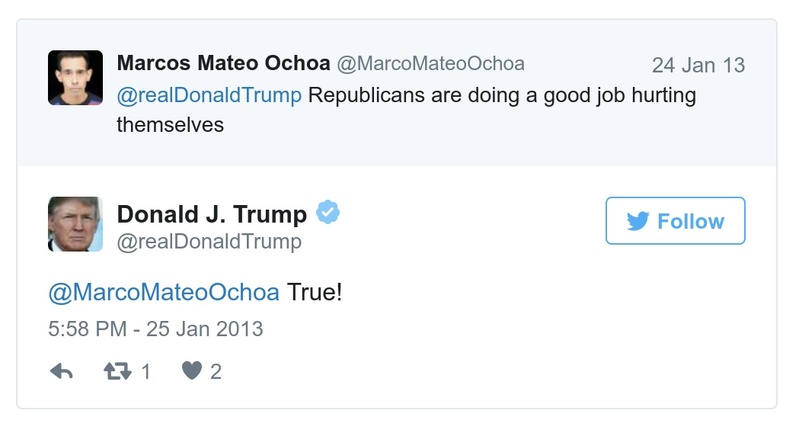 Marcos Mateo Ochoa @MarcoMateoOchoa 24 Jan 13
@realDonaldTrump Republicans are doing a good job hurting
themselves
Donald J. Trump
@realDonaldTrump
Follow
@MarcoMateoOchoa True!
5:58 PM - 25 Jan 2013
1 2